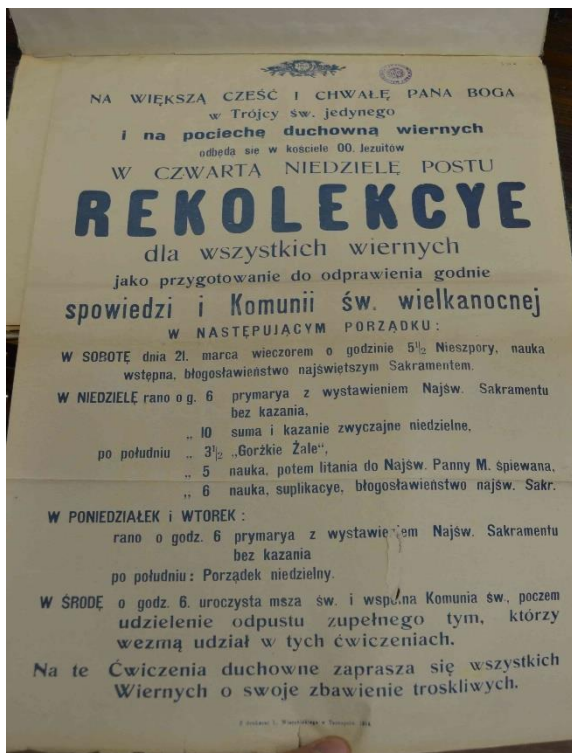 NA WIĘKSZĄ CZEŚĆ I CHWAŁĘ PANA BOGA
w Trójcy św. jedynego
i na pociechę duchowną wiernych
odbędą się w kościele OO. Jezuitów
W CZWARTĄ NIEDZIELĘ POSTU
REKOLEKCYE
dla wszystkich wiernych
jako przygotowanie do odprawienia godnie
spowiedzi i Komunii św. wielkanocnej
W NASTĘPUJĄCYM PORZĄDKU:
W SOBOTĘ dnia 21. marca wieczorem o godzinie 5½ Nieszpory, nauka
wstępna, błogosławieństwo najświętszym Sakramentem.
W NIEDZIELĘ rano o g. 6 prymarya z wystawieniem Najśw. Sakramentu
bez kazania,
„ 10 suma i kazanie zwyczajne niedzielne,
po południu „ 3½ „Gorżkie Żale",
„ 5 nauka, potem litania do Najśw. Panny M. śpiewana,
„ 6 nauka, suplikacye, błogosławieństwo najśw. Sakr.
W PONIEDZIAŁEK i WTOREK:
rano o godz. 6 prymarya z wystawieniem Najśw. Sakramentu
bez kazania
po południu: Porządek niedzielny.
W ŚRODĘ o godz. 6. uroczysta msza św. i wspólna Komunia św., poczem
udzielenie odpustu zupełnego tym, którzy
wezmą udział w tych ćwiczeniach.
Na te Ćwiczenia duchowne zaprasza się wszystkich
Wiernych o swoje zbawienie troskliwych.
Z drukarni L. w Tarnopolu